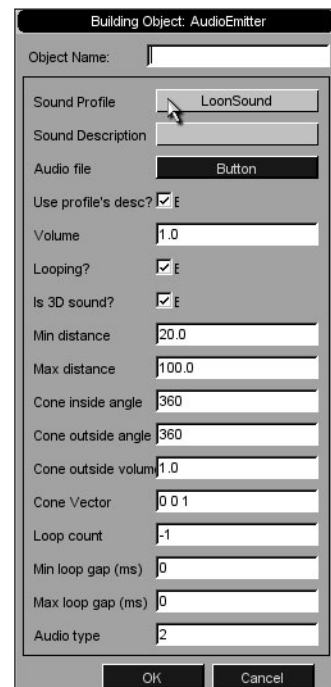 Building Object: AudioEmitter
Object Name:
Sound Profile LoonSound
Sound Description
Audio file Button
Use profile's desc? E
Volume 1.0
Looping? E
Is 3D sound? E
Min distance 20.0
Max distance 100.0
Cone inside angle 360
Cone outside angle 360
Cone outside volum 1.0
Cone Vector 0 0 1
Loop count -1
Min loop gap (ms) 0
Max loop gap (ms) 0
Audio type 2
OK Cancel